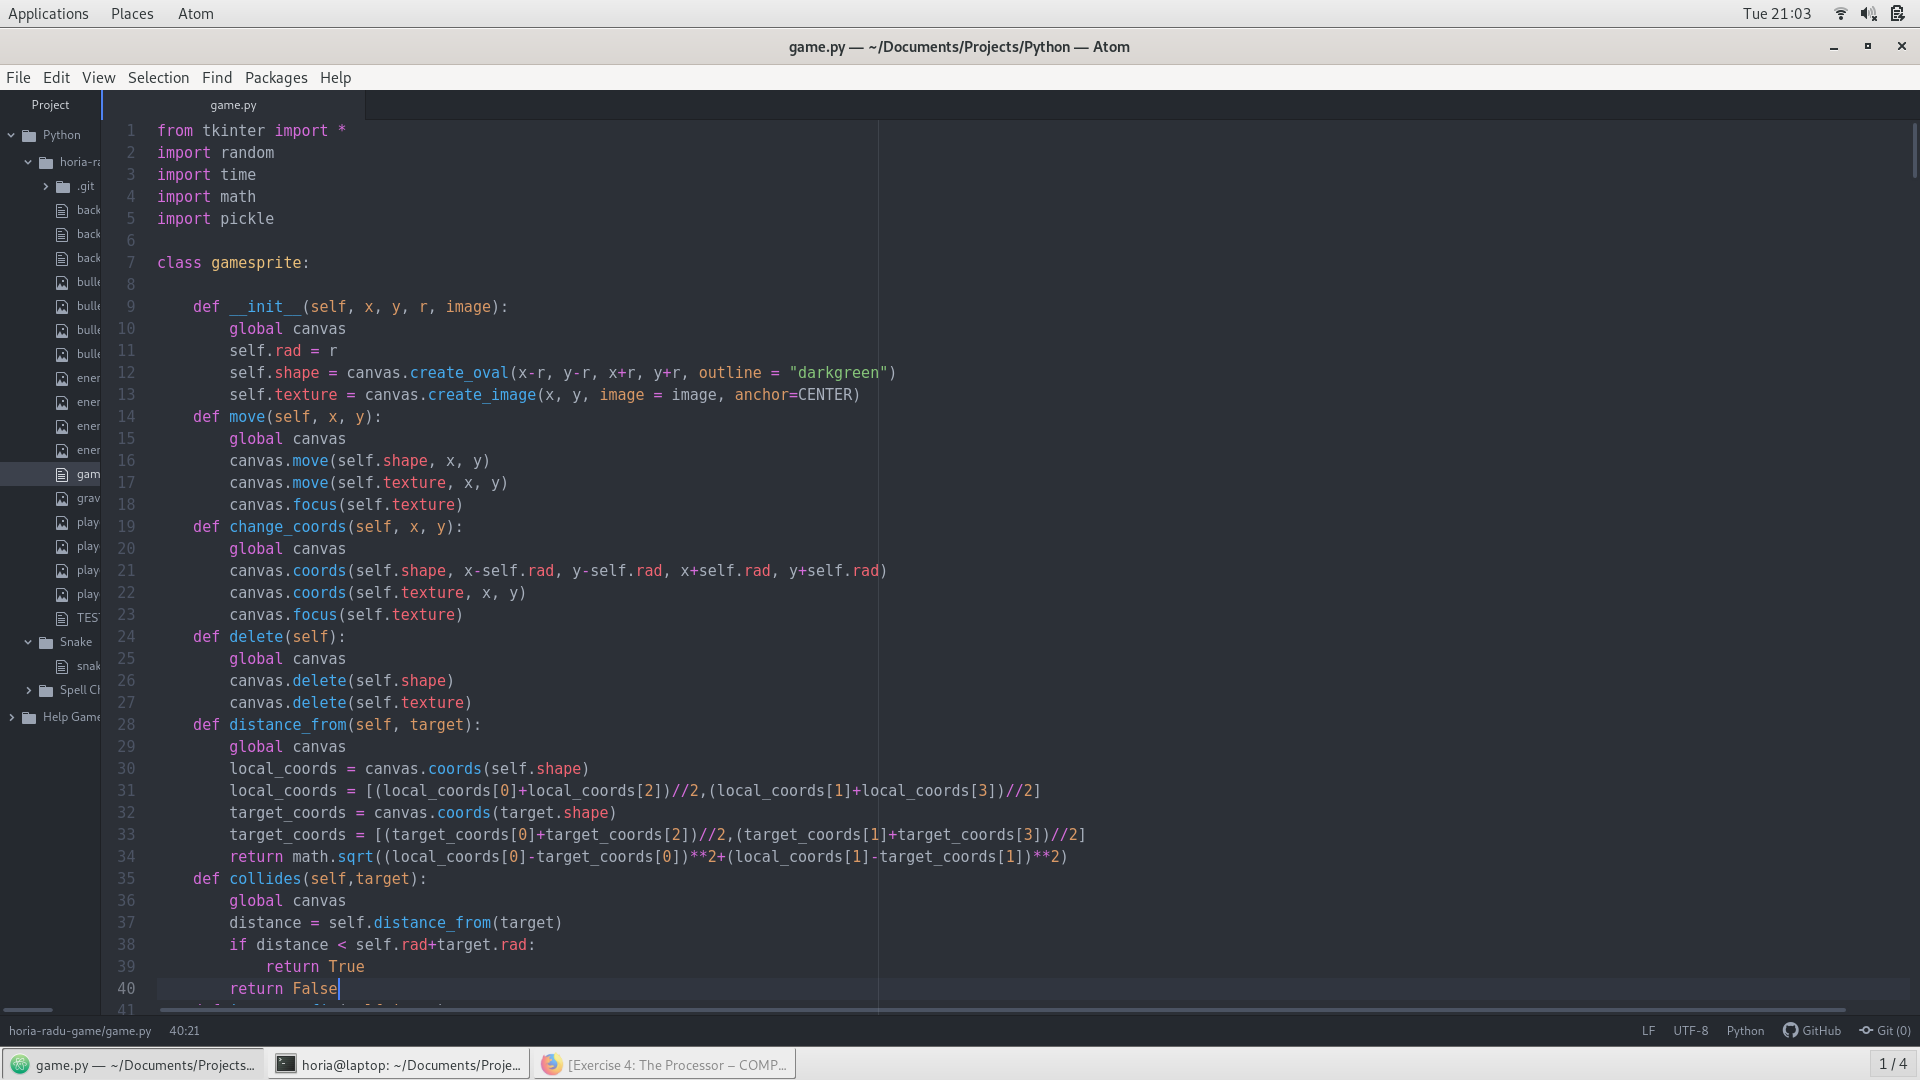 Applications Places Atom Tue 21:03
game.py — ~/Documents/Projects/Python — Atom
File Edit View Selection Find Packages Help
Project
Python
horia-ra
.git
back
back
back
bulle
bulle
bulle
bulle
ener
ener
ener
ener
gam
grav
play
play
play
play
TEST
Snake
snak
Spell Ch
Help Game
game.py
1 from tkinter import *
2 import random
3 import time
4 import math
5 import pickle
6
7 class gamesprite:
8
9     def __init__(self, x, y, r, image):
10         global canvas
11         self.rad = r
12         self.shape = canvas.create_oval(x-r, y-r, x+r, y+r, outline = "darkgreen")
13         self.texture = canvas.create_image(x, y, image = image, anchor=CENTER)
14     def move(self, x, y):
15         global canvas
16         canvas.move(self.shape, x, y)
17         canvas.move(self.texture, x, y)
18         canvas.focus(self.texture)
19     def change_coords(self, x, y):
20         global canvas
21         canvas.coords(self.shape, x-self.rad, y-self.rad, x+self.rad, y+self.rad)
22         canvas.coords(self.texture, x, y)
23         canvas.focus(self.texture)
24     def delete(self):
25         global canvas
26         canvas.delete(self.shape)
27         canvas.delete(self.texture)
28     def distance_from(self, target):
29         global canvas
30         local_coords = canvas.coords(self.shape)
31         local_coords = [(local_coords[0]+local_coords[2])//2,(local_coords[1]+local_coords[3])//2]
32         target_coords = canvas.coords(target.shape)
33         target_coords = [(target_coords[0]+target_coords[2])//2,(target_coords[1]+target_coords[3])//2]
34         return math.sqrt((local_coords[0]-target_coords[0])**2+(local_coords[1]-target_coords[1])**2)
35     def collides(self,target):
36         global canvas
37         distance = self.distance_from(target)
38         if distance < self.rad+target.rad:
39             return True
40         return False
41
horia-radu-game/game.py 40:21 LF UTF-8 Python GitHub Git (0)
game.py — ~/Documents/Projects... horia@laptop: ~/Documents/Proje... [Exercise 4: The Processor – COMP... 1 / 4